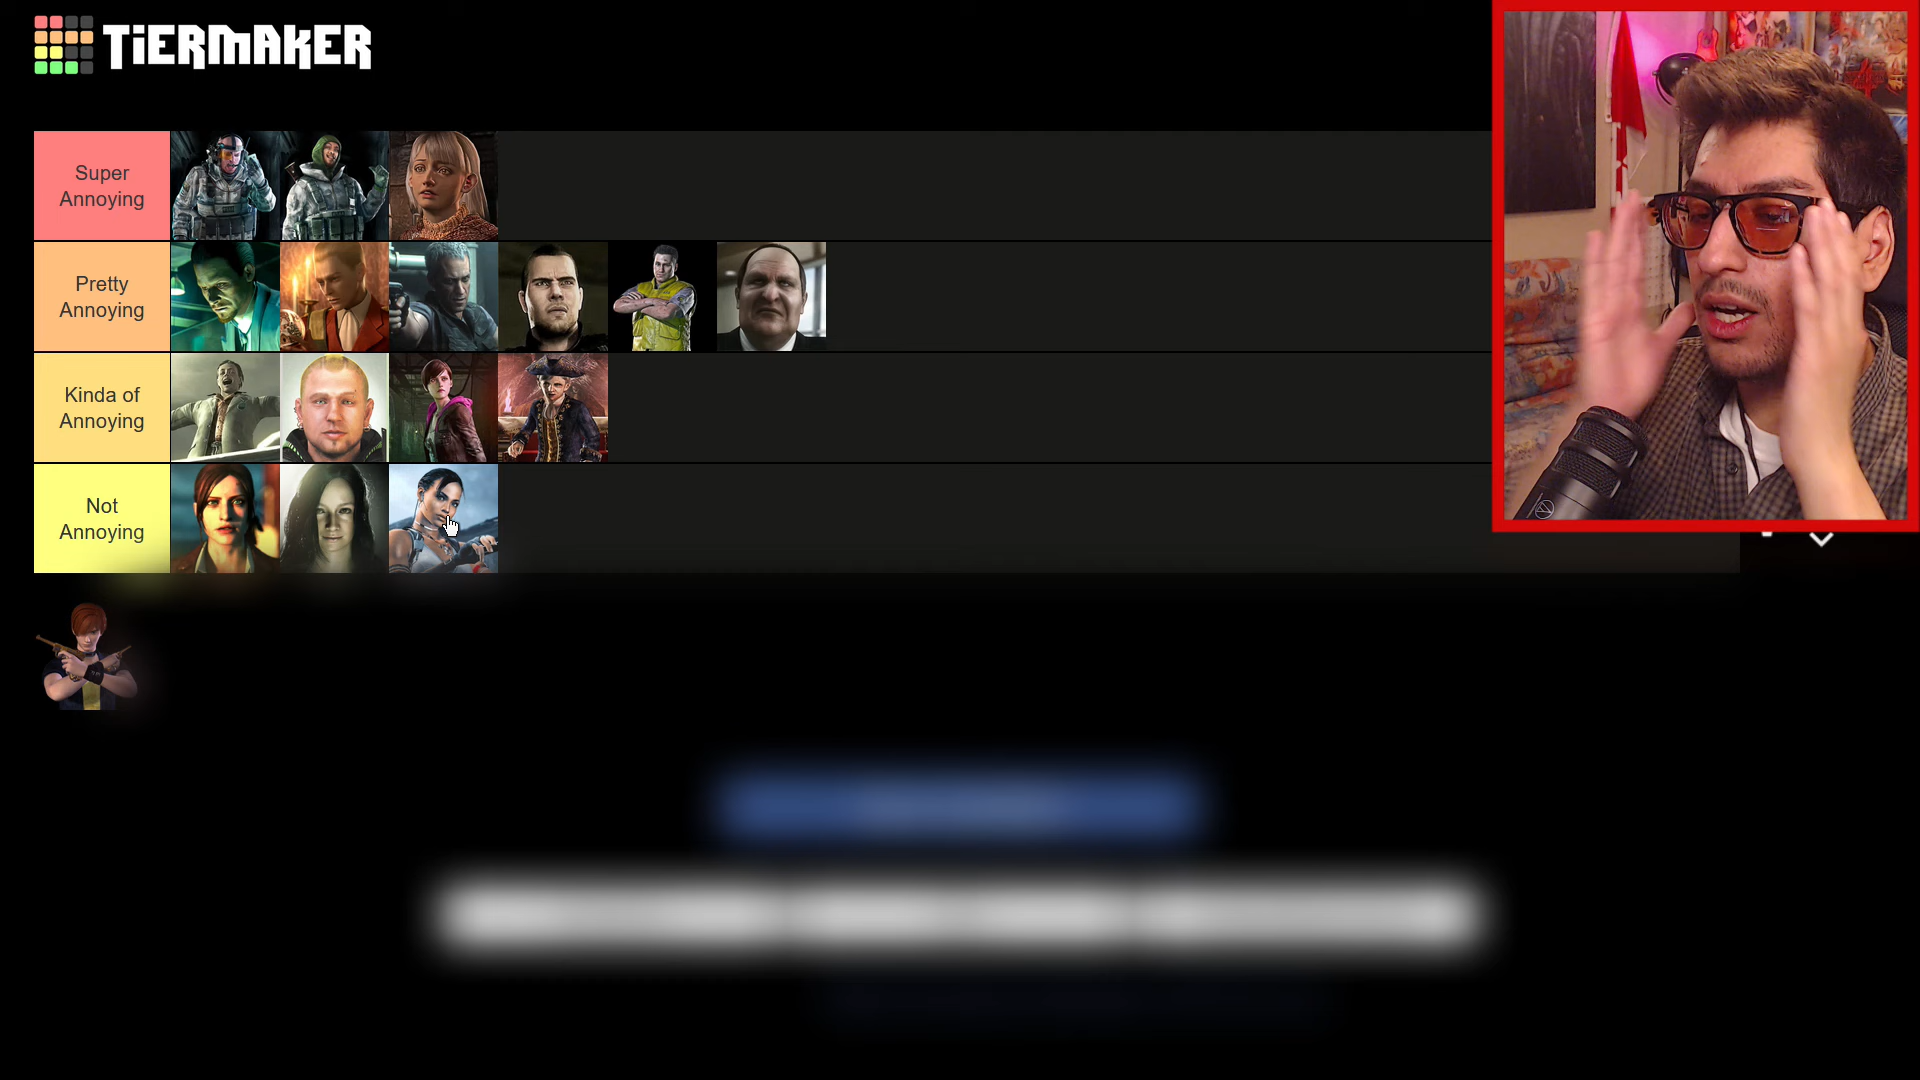 TiERMAKER
Super
Annoying
Pretty
Annoying
Kinda of
Annoying
Not
Annoying